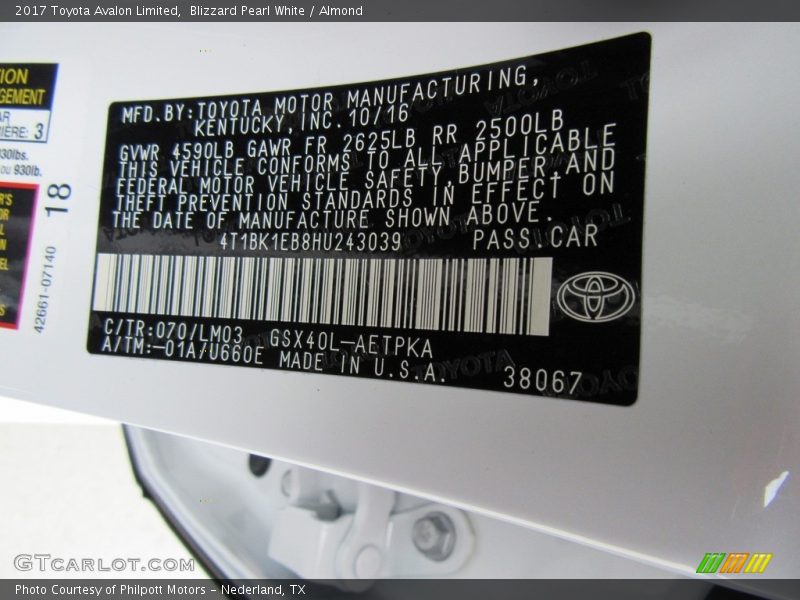 2017 Toyota Avalon Limited, Blizzard Pearl White / Almond
MFD.BY:TOYOTA MOTOR MANUFACTURING,
KENTUCKY,INC. 10/16
GVWR 4590LB GAWR FR 2625LB RR 2500LB
THIS VEHICLE CONFORMS TO ALL APPLICABLE
FEDERAL MOTOR VEHICLE SAFETY,BUMPER,AND
THEFT PREVENTION STANDARDS IN EFFECT ON
THE DATE OF MANUFACTURE SHOWN ABOVE.
4T1BK1EB8HU243039 PASS.CAR
C/TR:070/LM03 GSX40L-AETPKA
A/TM:-01A/U660E MADE IN U.S.A.
38067
3
930lb.
18
42661-07140
GTcarlot.com
Photo Courtesy of Philpott Motors - Nederland, TX